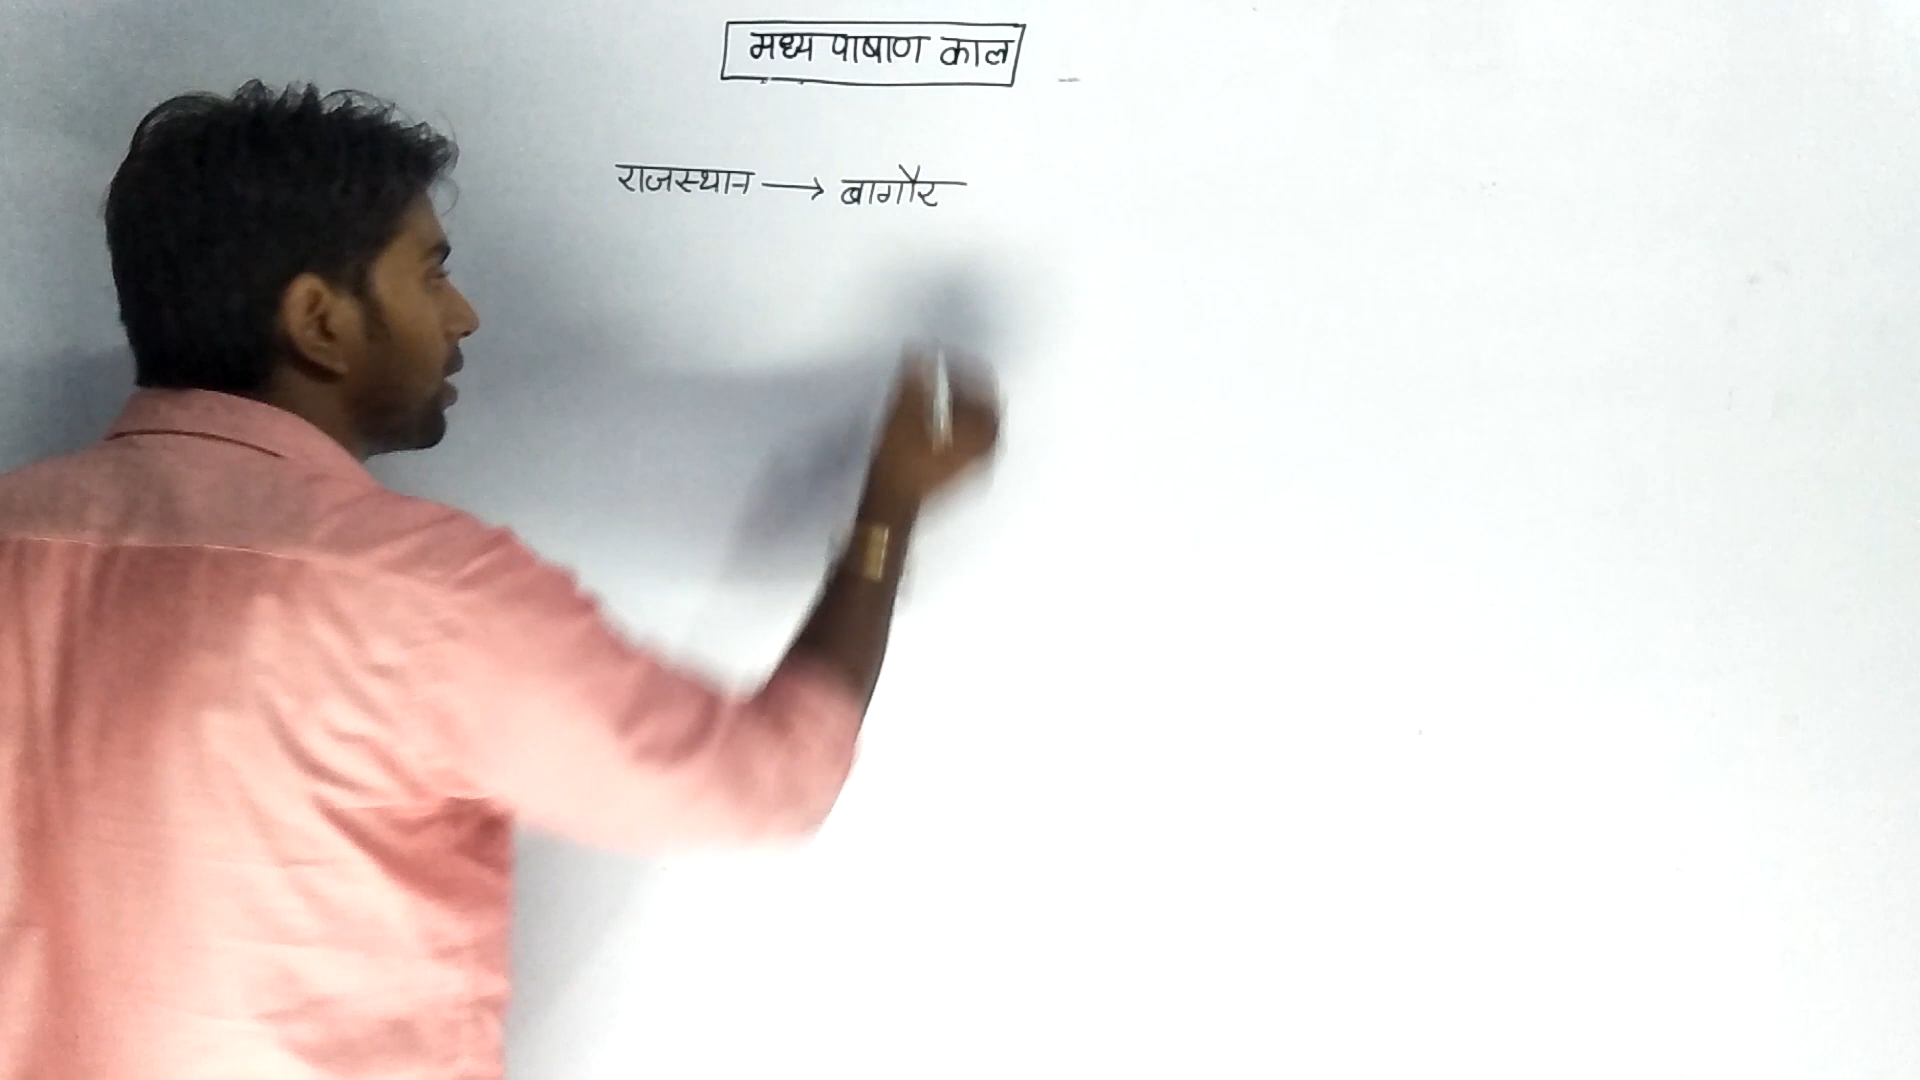 मध्य पाषाण काल
राजस्थान → बागौर